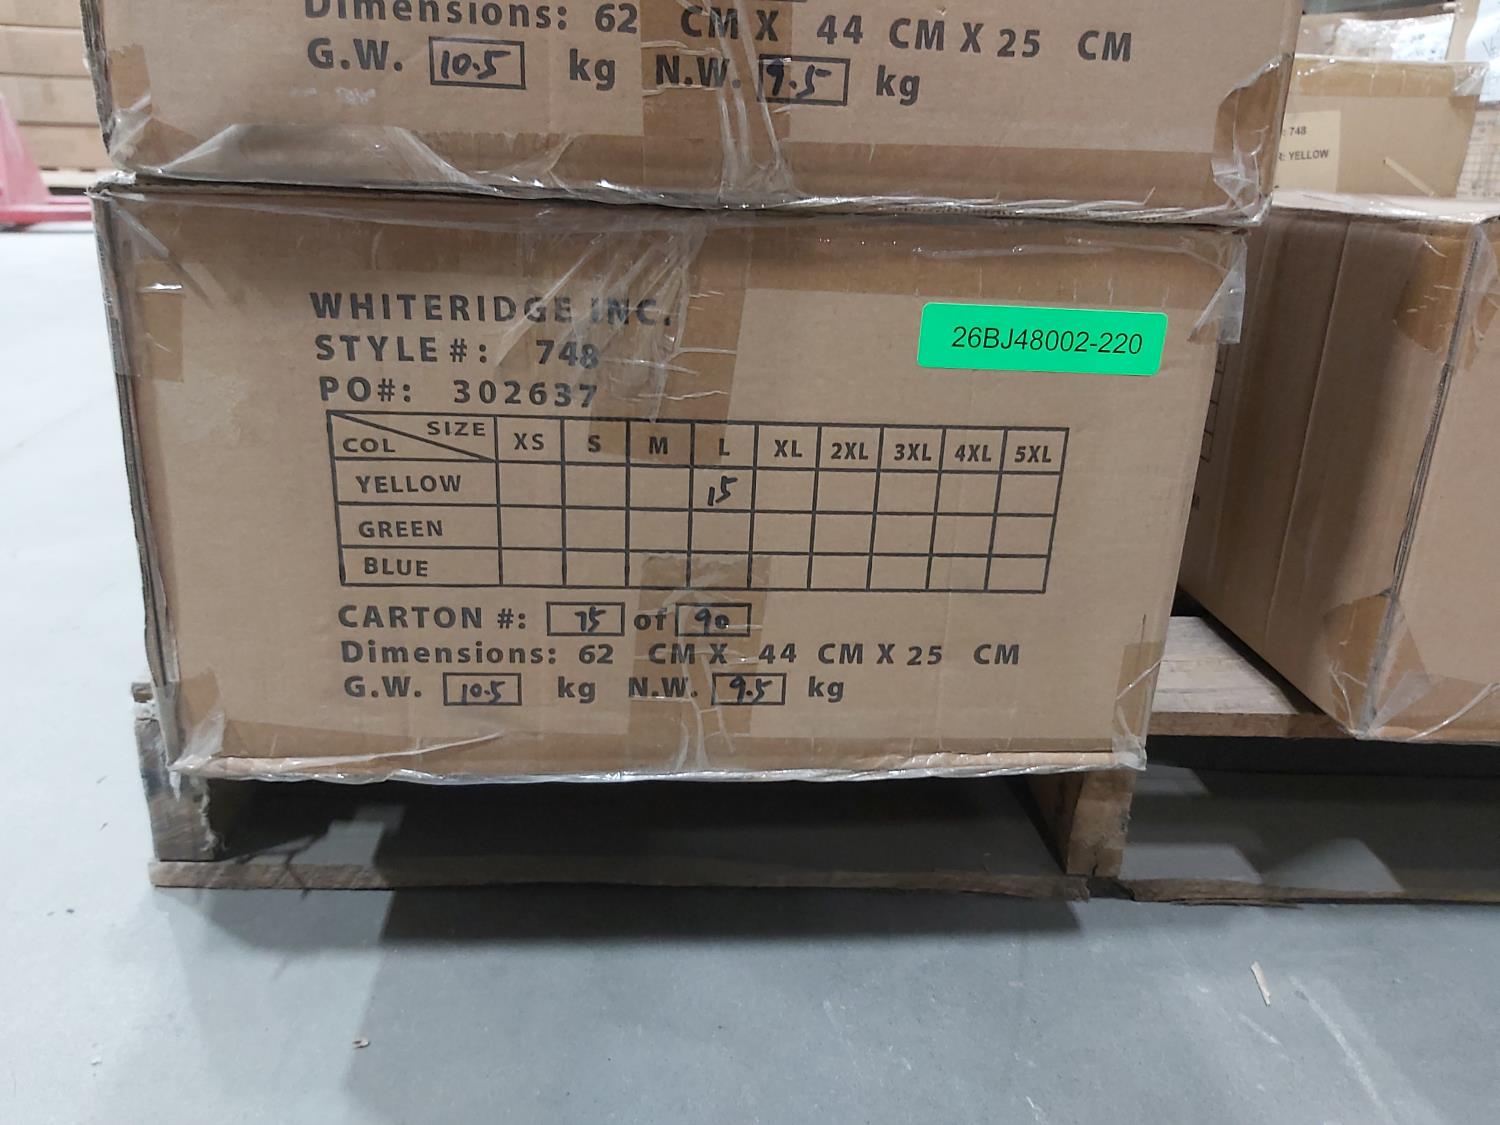 Dimensions: 62 CM X 44 CM X 25 CM
G.W. 10.5 kg N.W. 9.5 kg
: 748
R: YELLOW
WHITERIDGE INC.
STYLE #: 748
26BJ48002-220
PO#: 302637
SIZE COL XS S M L XL 2XL 3XL 4XL 5XL
YELLOW 15
GREEN
BLUE
CARTON #: 75 of 90
Dimensions: 62 CM X 44 CM X 25 CM
G.W. 10.5 kg N.W. 9.5 kg